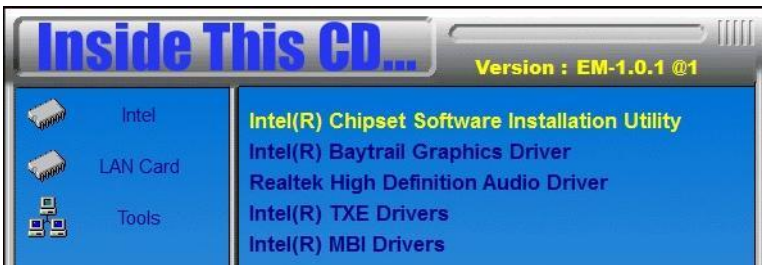 Inside This CD...
Version : EM-1.0.1 @1
Intel
LAN Card
Tools
Intel(R) Chipset Software Installation Utility
Intel(R) Baytrail Graphics Driver
Realtek High Definition Audio Driver
Intel(R) TXE Drivers
Intel(R) MBI Drivers